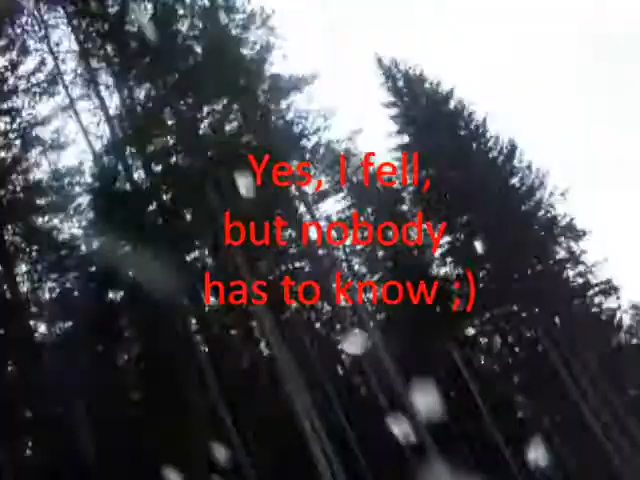 Yes, I fell,
but nobody
has to know ;)